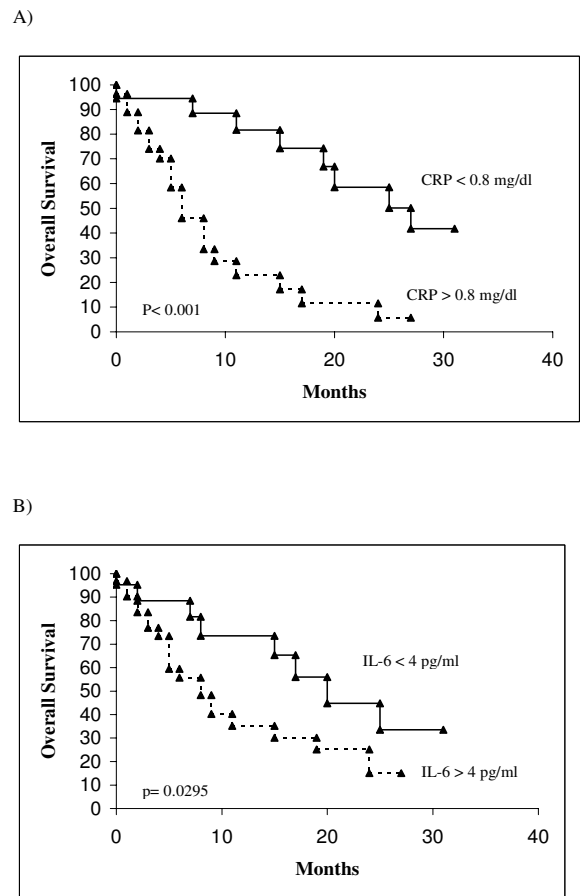 A)
Overall Survival
100
90
80
70
60
50
40
30
20
10
0
CRP < 0.8 mg/dl
CRP > 0.8 mg/dl
P< 0.001
0 10 20 30 40
Months
B)
Overall Survival
100
90
80
70
60
50
40
30
20
10
0
IL-6 < 4 pg/ml
IL-6 > 4 pg/ml
p= 0.0295
0 10 20 30 40
Months